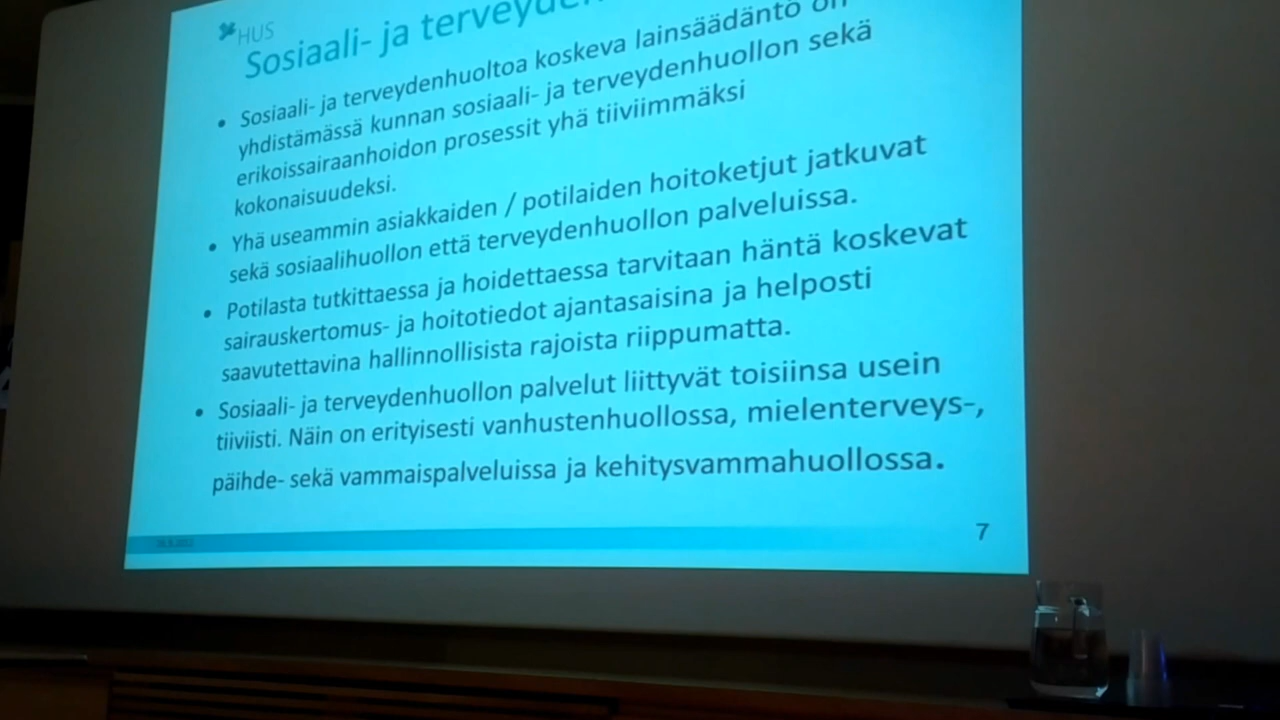 HUS
Sosiaali- ja
Sosiaali- ja terveydenhuoltoa koskeva lainsäädäntö on
yhdistämässä kunnan sosiaali- ja terveydenhuollon sekä
erikoissairaanhoidon prosessit yhä tiiviimmäksi
kokonaisuudeksi.
Yhä useammin asiakkaiden / potilaiden hoitoketjut jatkuvat
sekä sosiaalihuollon että terveydenhuollon palveluissa.
Potilasta tutkittaessa ja hoidettaessa tarvitaan häntä koskevat
sairauskertomus- ja hoitotiedot ajantasaisina ja helposti
saavutettavina hallinnollisista rajoista riippumatta.
Sosiaali- ja terveydenhuollon palvelut liittyvät toisiinsa usein
tiiviisti. Näin on erityisesti vanhustenhuollossa, mielenterveys-,
päihde- sekä vammaispalveluissa ja kehitysvammahuollossa.
7